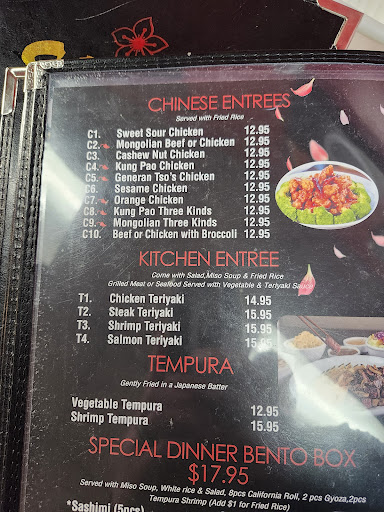 CHINESE ENTREES
Served with Fried Rice
C1. Sweet Sour Chicken 12.95
C2. Mongolian Beef or Chicken 12.95
C3. Cashew Nut Chicken 12.95
C4. Kung Pao Chicken 12.95
C5. Generan Tso's Chicken 12.95
C6. Sesame Chicken 12.95
C7. Orange Chicken 12.95
C8. Kung Pao Three Kinds 12.95
C9. Mongolian Three Kinds 12.95
C10. Beef or Chicken with Broccoli 12.95
KITCHEN ENTREE
Come with Salad,Miso Soup & Fried Rice
Grilled Meat or Seafood Served with Vegetable & Teriyaki Sauce
T1. Chicken Teriyaki 14.95
T2. Steak Teriyaki 15.95
T3. Shrimp Teriyaki 15.95
T4. Salmon Teriyaki 15.95
TEMPURA
Gently Fried in a Japanese Batter
Vegetable Tempura 12.95
Shrimp Tempura 15.95
SPECIAL DINNER BENTO BOX
$17.95
Served with Miso Soup, White rice & Salad, 8pcs California Roll, 2 pcs Gyoza,2pcs
Tempura Shrimp (Add $1 for Fried Rice)
*Sashimi (5pcs)